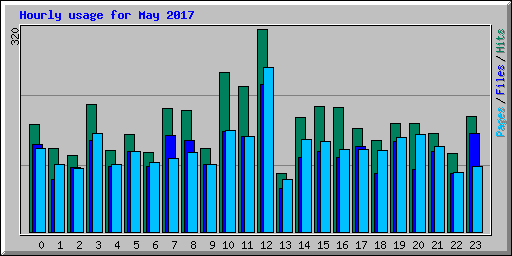 Hourly usage for May 2017
320
Pages / Files / Hits
0 1 2 3 4 5 6 7 8 9 10 11 12 13 14 15 16 17 18 19 20 21 22 23